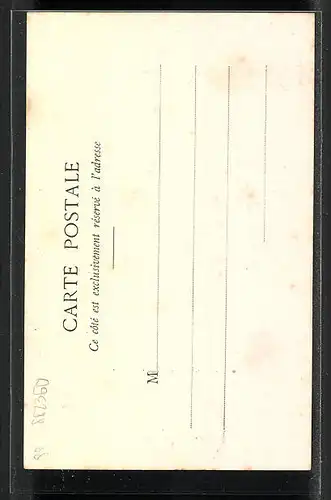 CARTE POSTALE
Ce côté est exclusivement réservé à l'adresse
M